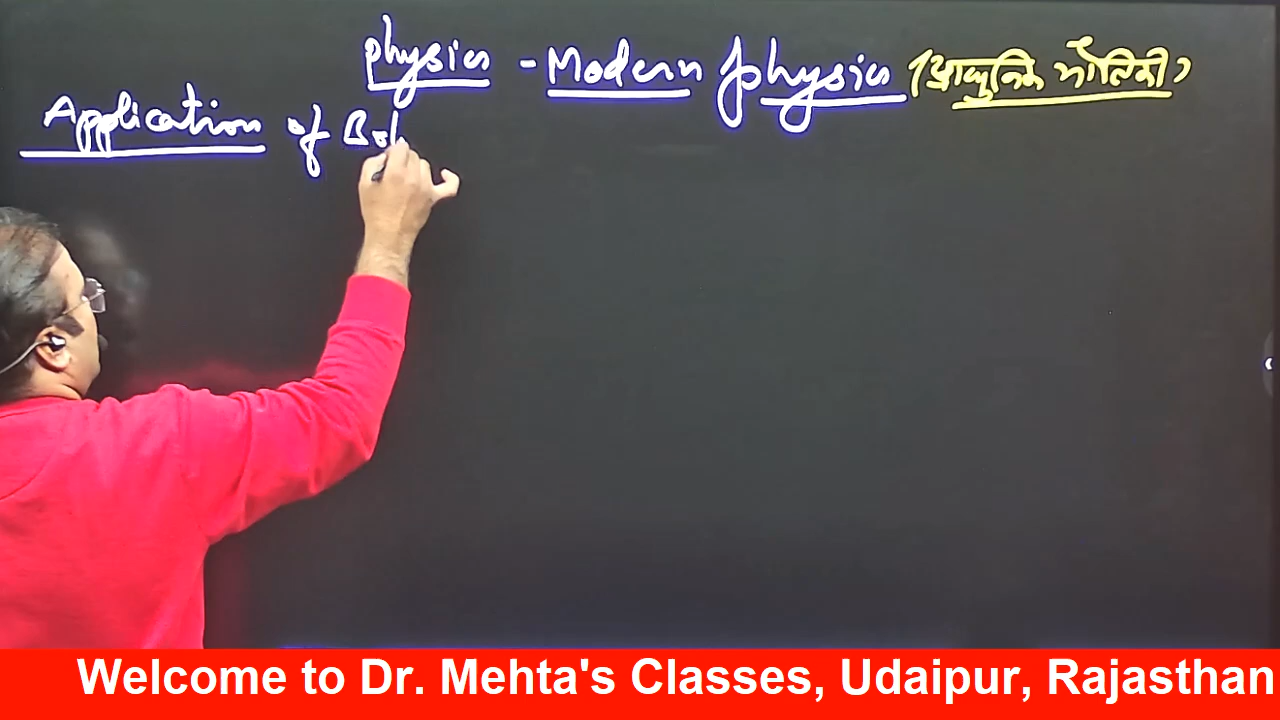 physics - Modern physics (आधुनिक भौतिकी)
Application of Boh
Welcome to Dr. Mehta's Classes, Udaipur, Rajasthan